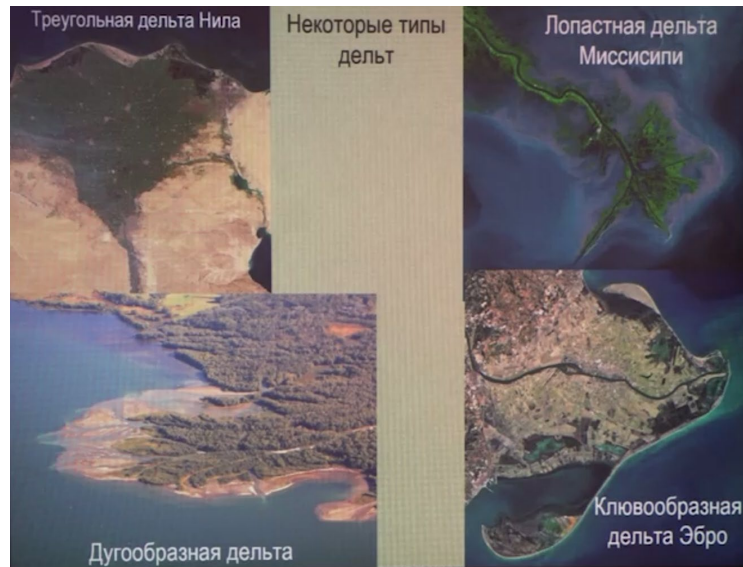 Треугольная дельта Нила
Некоторые типы
дельт
Лопастная дельта
Миссисипи
Дугообразная дельта
Клювообразная
дельта Эбро